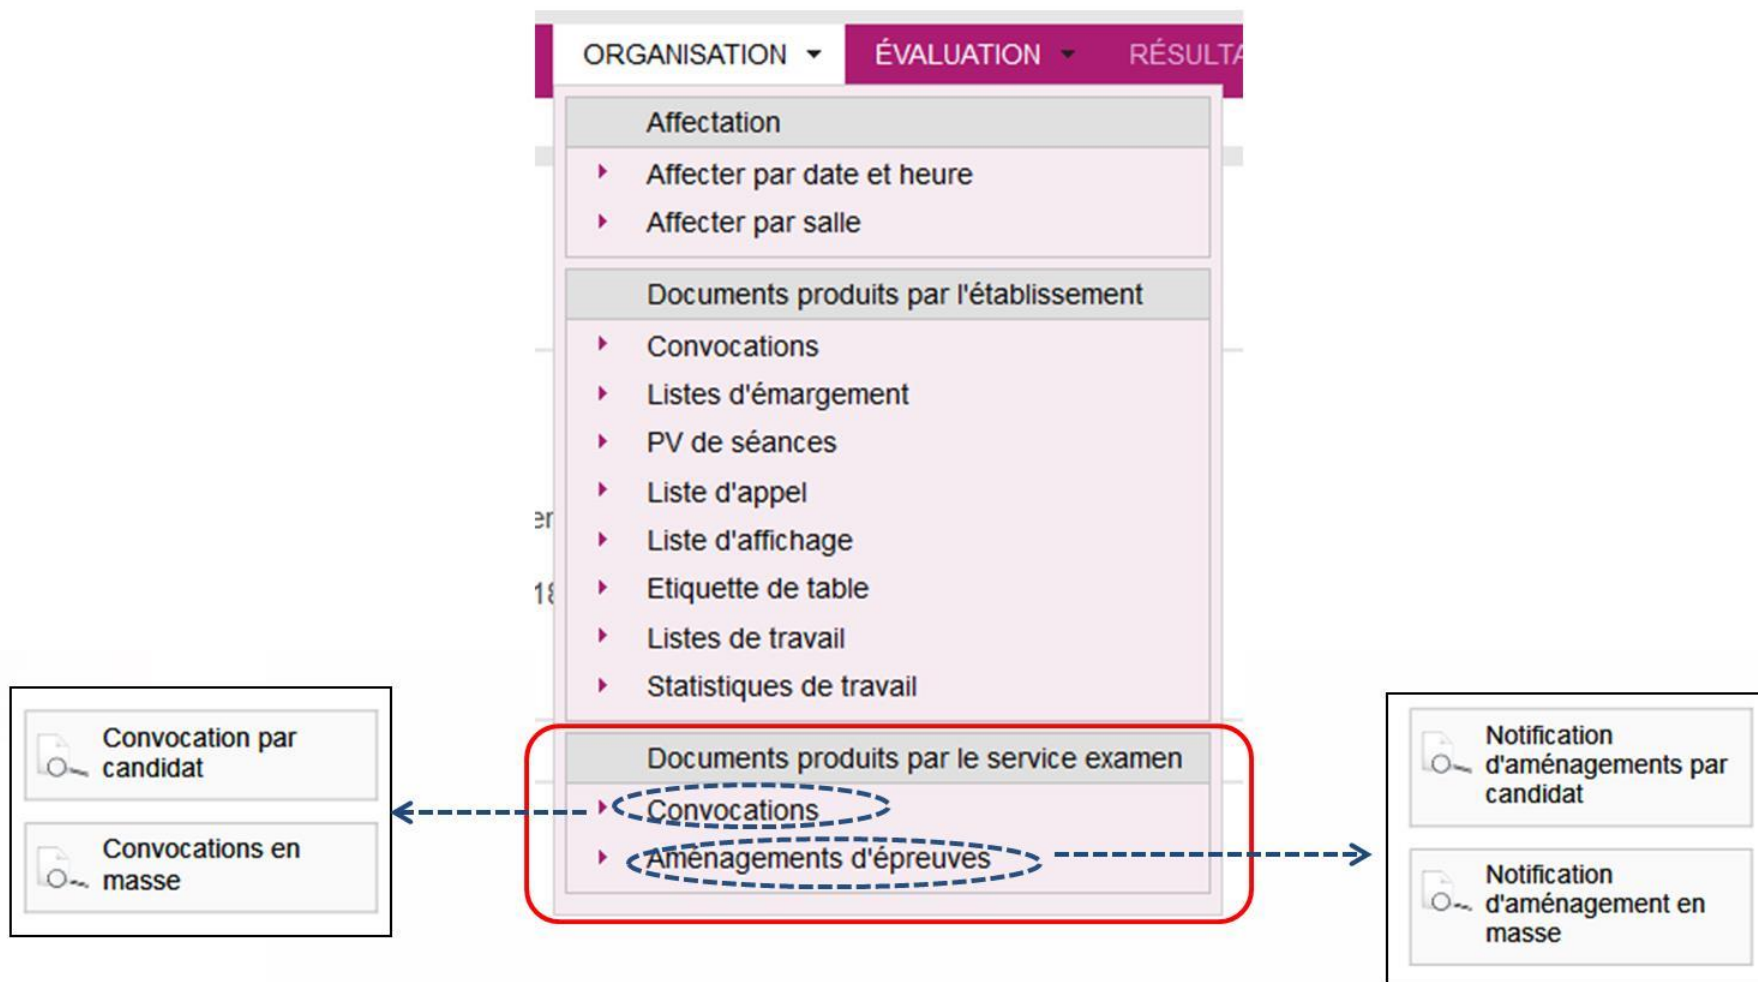 ORGANISATION ÉVALUATION RÉSULTA
Affectation
Affecter par date et heure
Affecter par salle
Documents produits par l'établissement
Convocations
Listes d'émargement
PV de séances
Liste d'appel
er
Liste d'affichage
18
Etiquette de table
Listes de travail
Statistiques de travail
Documents produits par le service examen
Convocations
Aménagements d'épreuves
Convocation par
candidat
Convocations en
masse
Notification
d'aménagements par
candidat
Notification
d'aménagement en
masse